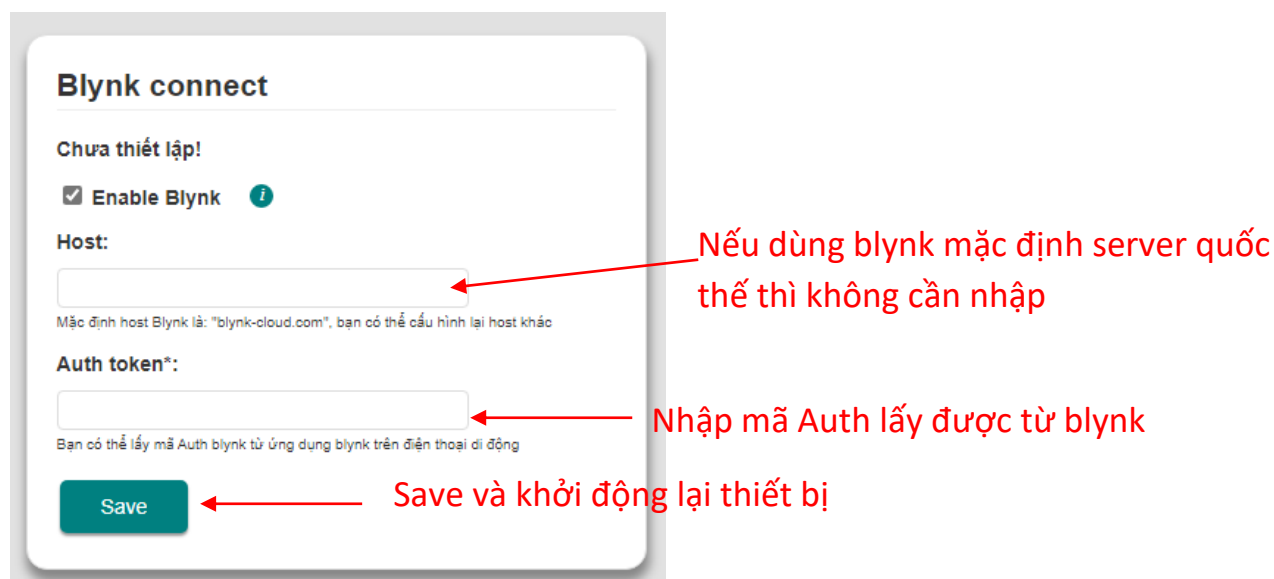 Blynk connect
Chưa thiết lập!
Enable Blynk i
Host:
Nếu dùng blynk mặc định server quốc
thế thì không cần nhập
Mặc định host Blynk là: "blynk-cloud.com", bạn có thể cấu hình lại host khác
Auth token*:
Nhập mã Auth lấy được từ blynk
Bạn có thể lấy mã Auth blynk từ ứng dụng blynk trên điện thoại di động
Save
Save và khởi động lại thiết bị